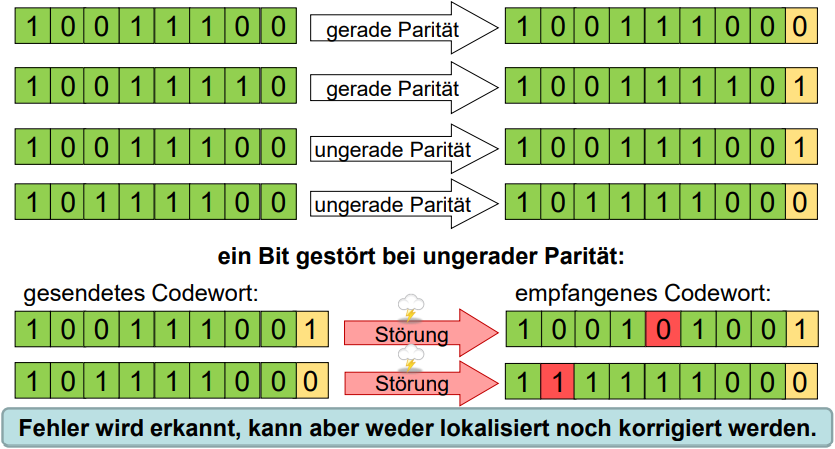 1 0 0 1 1 1 0 0 gerade Parität 1 0 0 1 1 1 0 0 0
1 0 0 1 1 1 1 0 gerade Parität 1 0 0 1 1 1 1 0 1
1 0 0 1 1 1 0 0 ungerade Parität 1 0 0 1 1 1 0 0 1
1 0 1 1 1 1 0 0 ungerade Parität 1 0 1 1 1 1 0 0 0
ein Bit gestört bei ungerader Parität:
gesendetes Codewort: empfangenes Codewort:
1 0 0 1 1 1 0 0 1 Störung 1 0 0 1 0 1 0 0 1
1 0 1 1 1 1 0 0 0 Störung 1 1 1 1 1 1 0 0 0
Fehler wird erkannt, kann aber weder lokalisiert noch korrigiert werden.